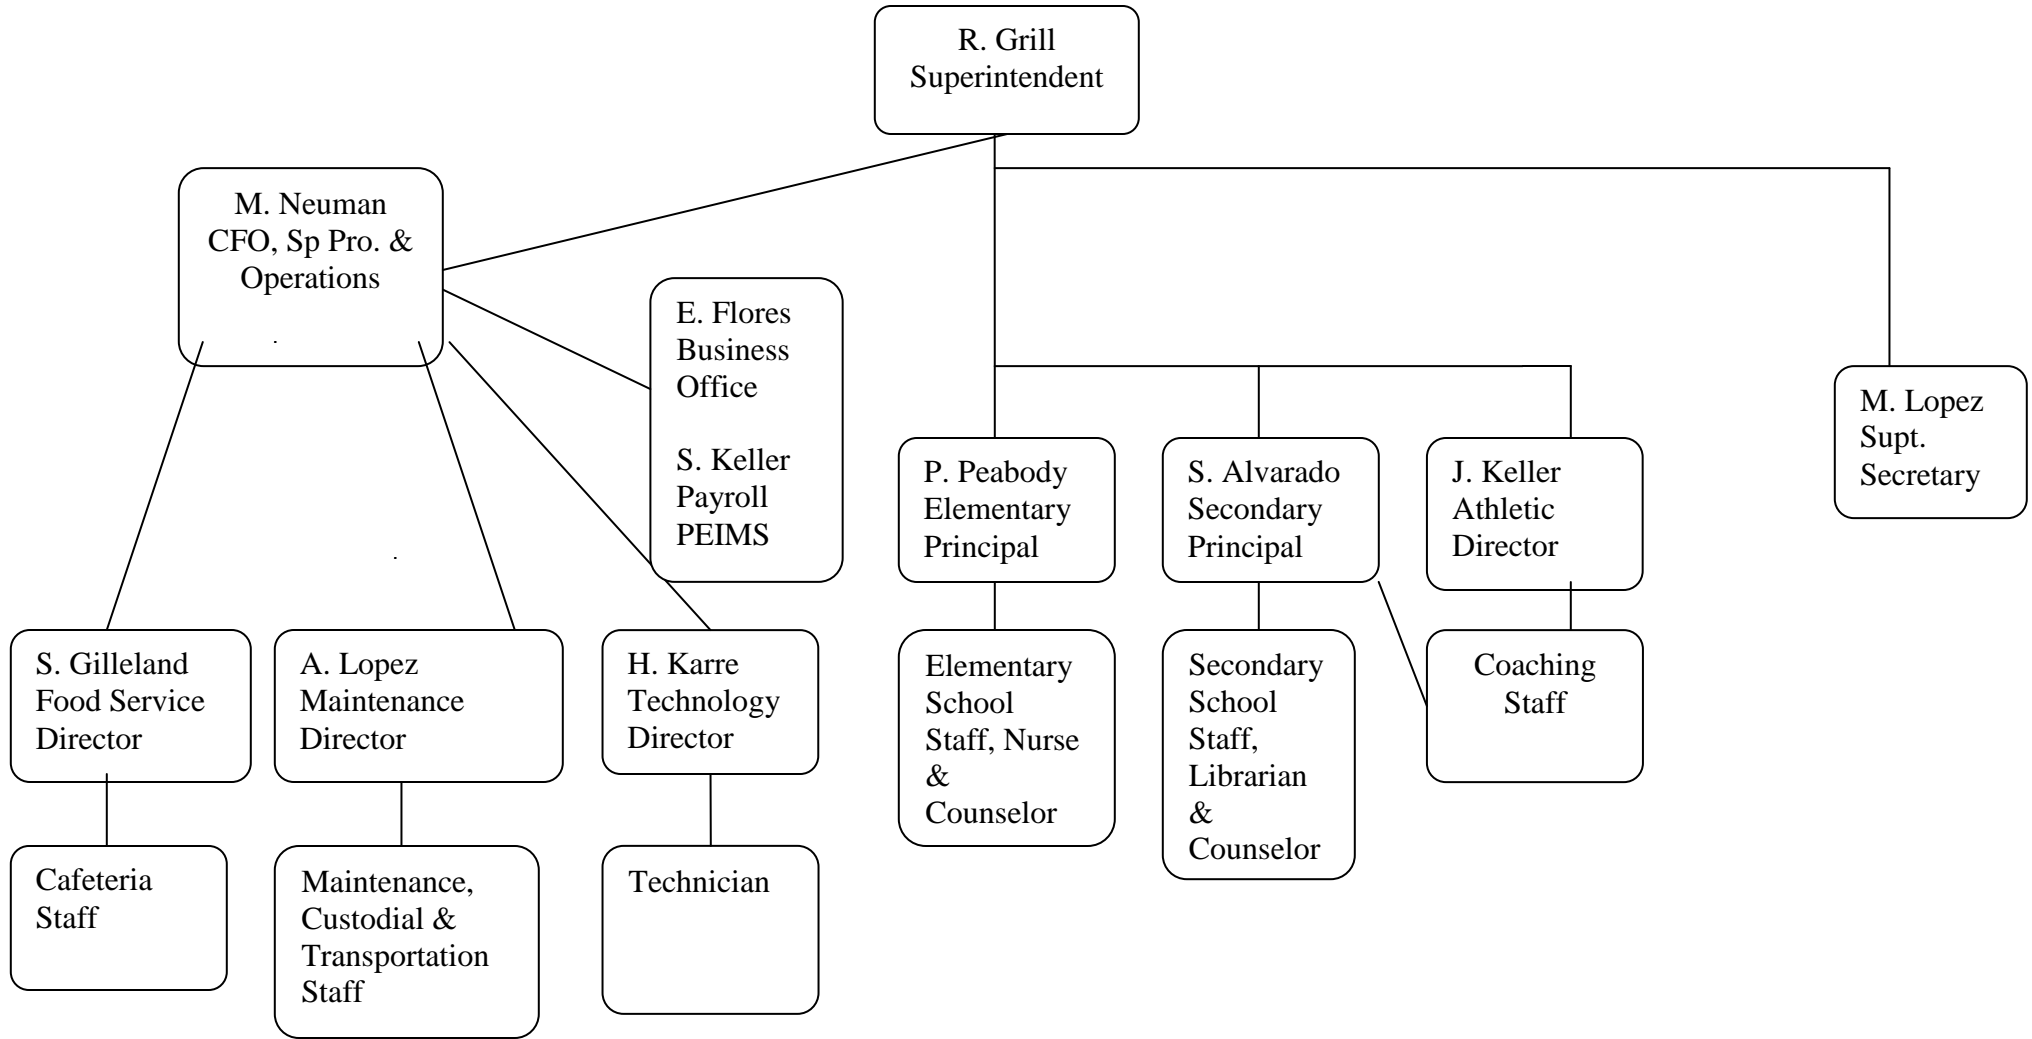 R. Grill
Superintendent
M. Neuman
CFO, Sp Pro. &
Operations
E. Flores
Business
Office
S. Keller
Payroll
PEIMS
M. Lopez
Supt.
Secretary
P. Peabody
Elementary
Principal
S. Alvarado
Secondary
Principal
J. Keller
Athletic
Director
S. Gilleland
Food Service
Director
A. Lopez
Maintenance
Director
H. Karre
Technology
Director
Elementary
School
Staff, Nurse
&
Counselor
Secondary
School
Staff,
Librarian
&
Counselor
Coaching
Staff
Cafeteria
Staff
Maintenance,
Custodial &
Transportation
Staff
Technician